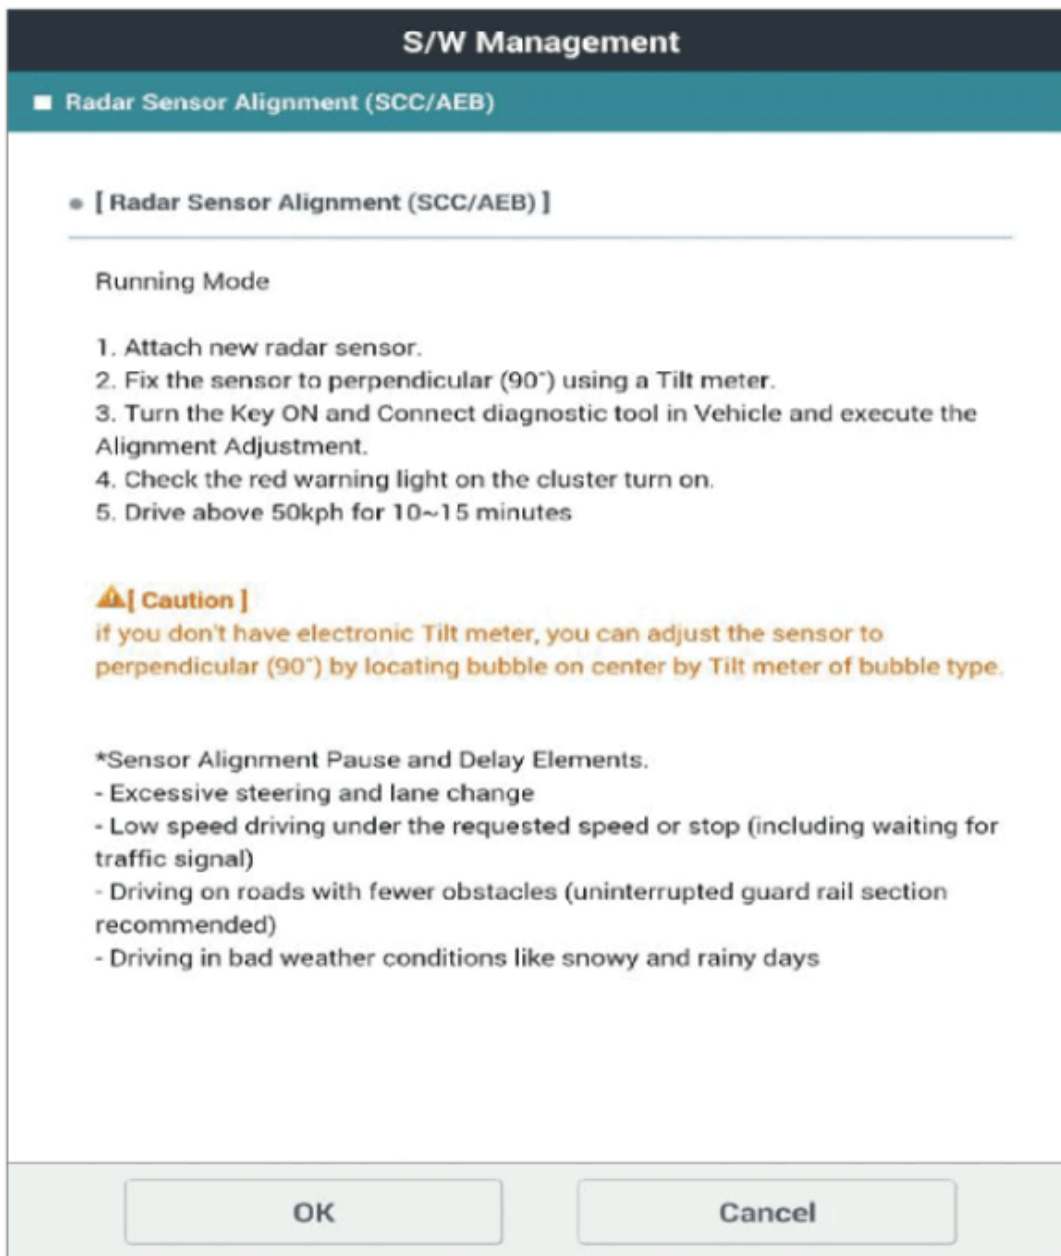 S/W Management
Radar Sensor Alignment (SCC/AEB)
[ Radar Sensor Alignment (SCC/AEB) ]
Running Mode
1. Attach new radar sensor.
2. Fix the sensor to perpendicular (90°) using a Tilt meter.
3. Turn the Key ON and Connect diagnostic tool in Vehicle and execute the
Alignment Adjustment.
4. Check the red warning light on the cluster turn on.
5. Drive above 50kph for 10~15 minutes
[ Caution ]
if you don't have electronic Tilt meter, you can adjust the sensor to
perpendicular (90°) by locating bubble on center by Tilt meter of bubble type.
*Sensor Alignment Pause and Delay Elements.
- Excessive steering and lane change
- Low speed driving under the requested speed or stop (including waiting for
traffic signal)
- Driving on roads with fewer obstacles (uninterrupted guard rail section
recommended)
- Driving in bad weather conditions like snowy and rainy days
OK
Cancel